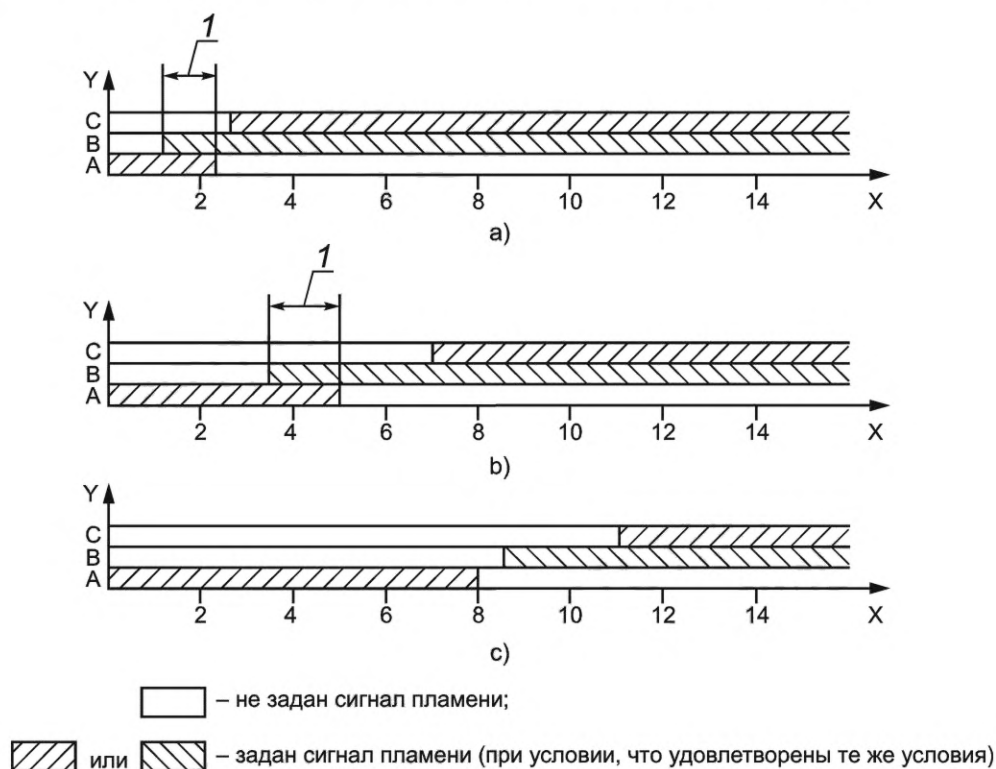 1
Y
C
B
A
2 4 6 8 10 12 14 X
a)
1
Y
C
B
A
2 4 6 8 10 12 14 X
b)
Y
C
B
A
2 4 6 8 10 12 14 X
c)
– не задан сигнал пламени;
или – задан сигнал пламени (при условии, что удовлетворены те же условия)